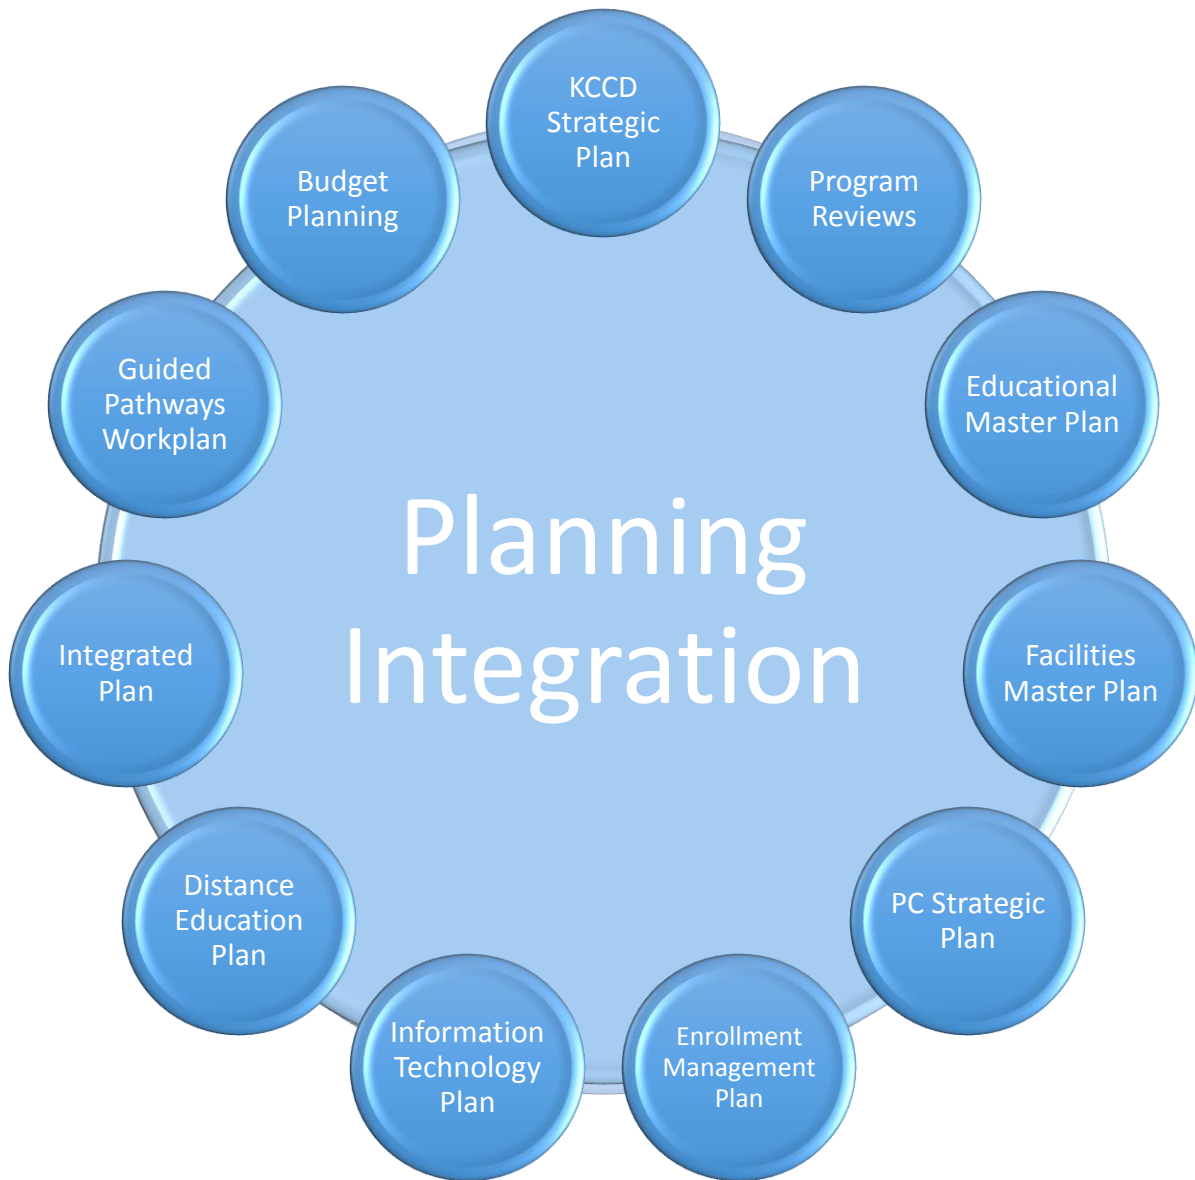 KCCD
Strategic
Plan
Program
Reviews
Educational
Master Plan
Facilities
Master Plan
PC Strategic
Plan
Enrollment
Management
Plan
Information
Technology
Plan
Distance
Education
Plan
Integrated
Plan
Guided
Pathways
Workplan
Budget
Planning
Planning
Integration